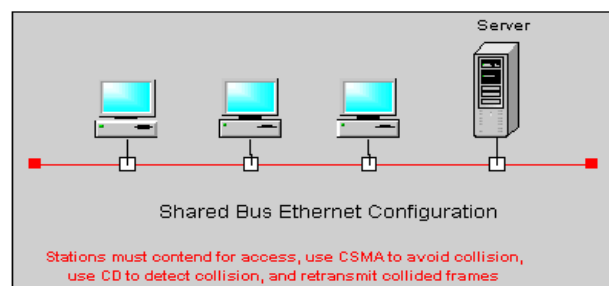 Server
Shared Bus Ethernet Configuration
Stations must contend for access, use CSMA to avoid collision,
use CD to detect collision, and retransmit collided frames